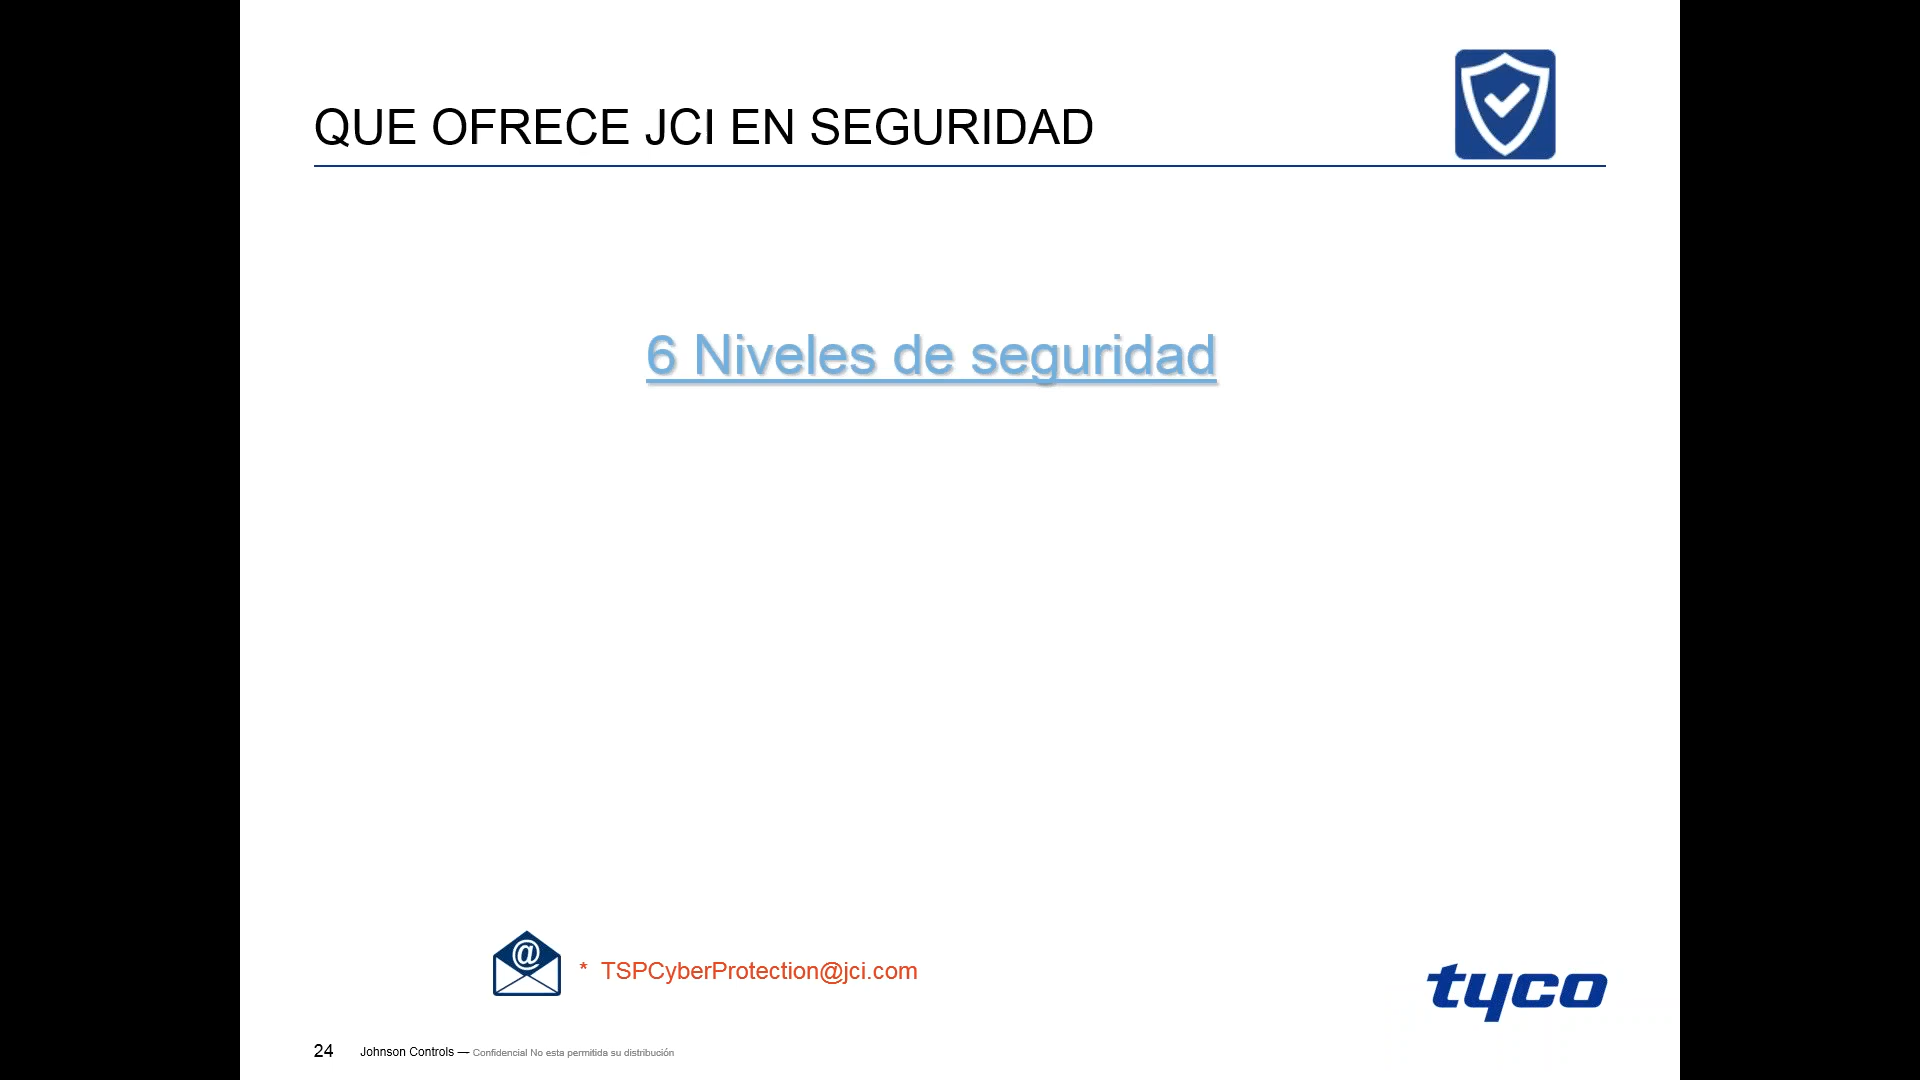 QUE OFRECE JCI EN SEGURIDAD
6 Niveles de seguridad
@
* TSPCyberProtection@jci.com
tyco
24 Johnson Controls — Confidencial No esta permitida su distribución